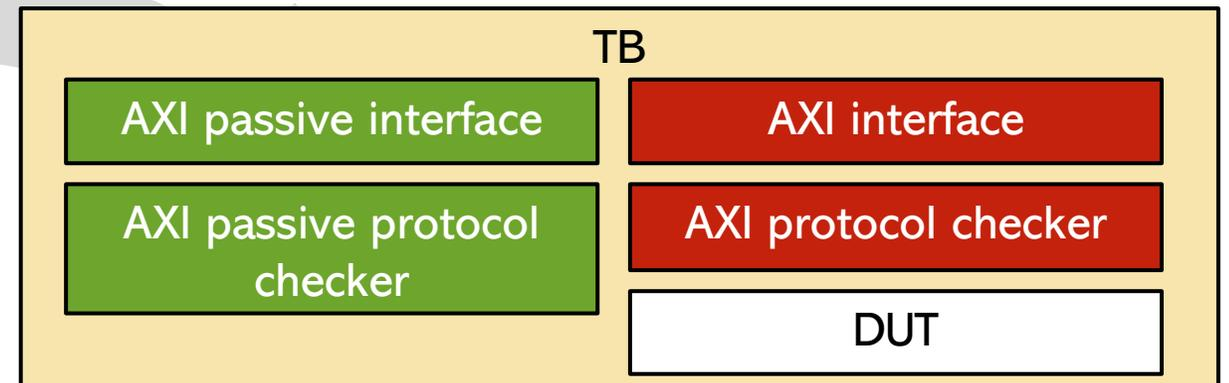 TB
AXI passive interface
AXI interface
AXI passive protocol
checker
AXI protocol checker
DUT